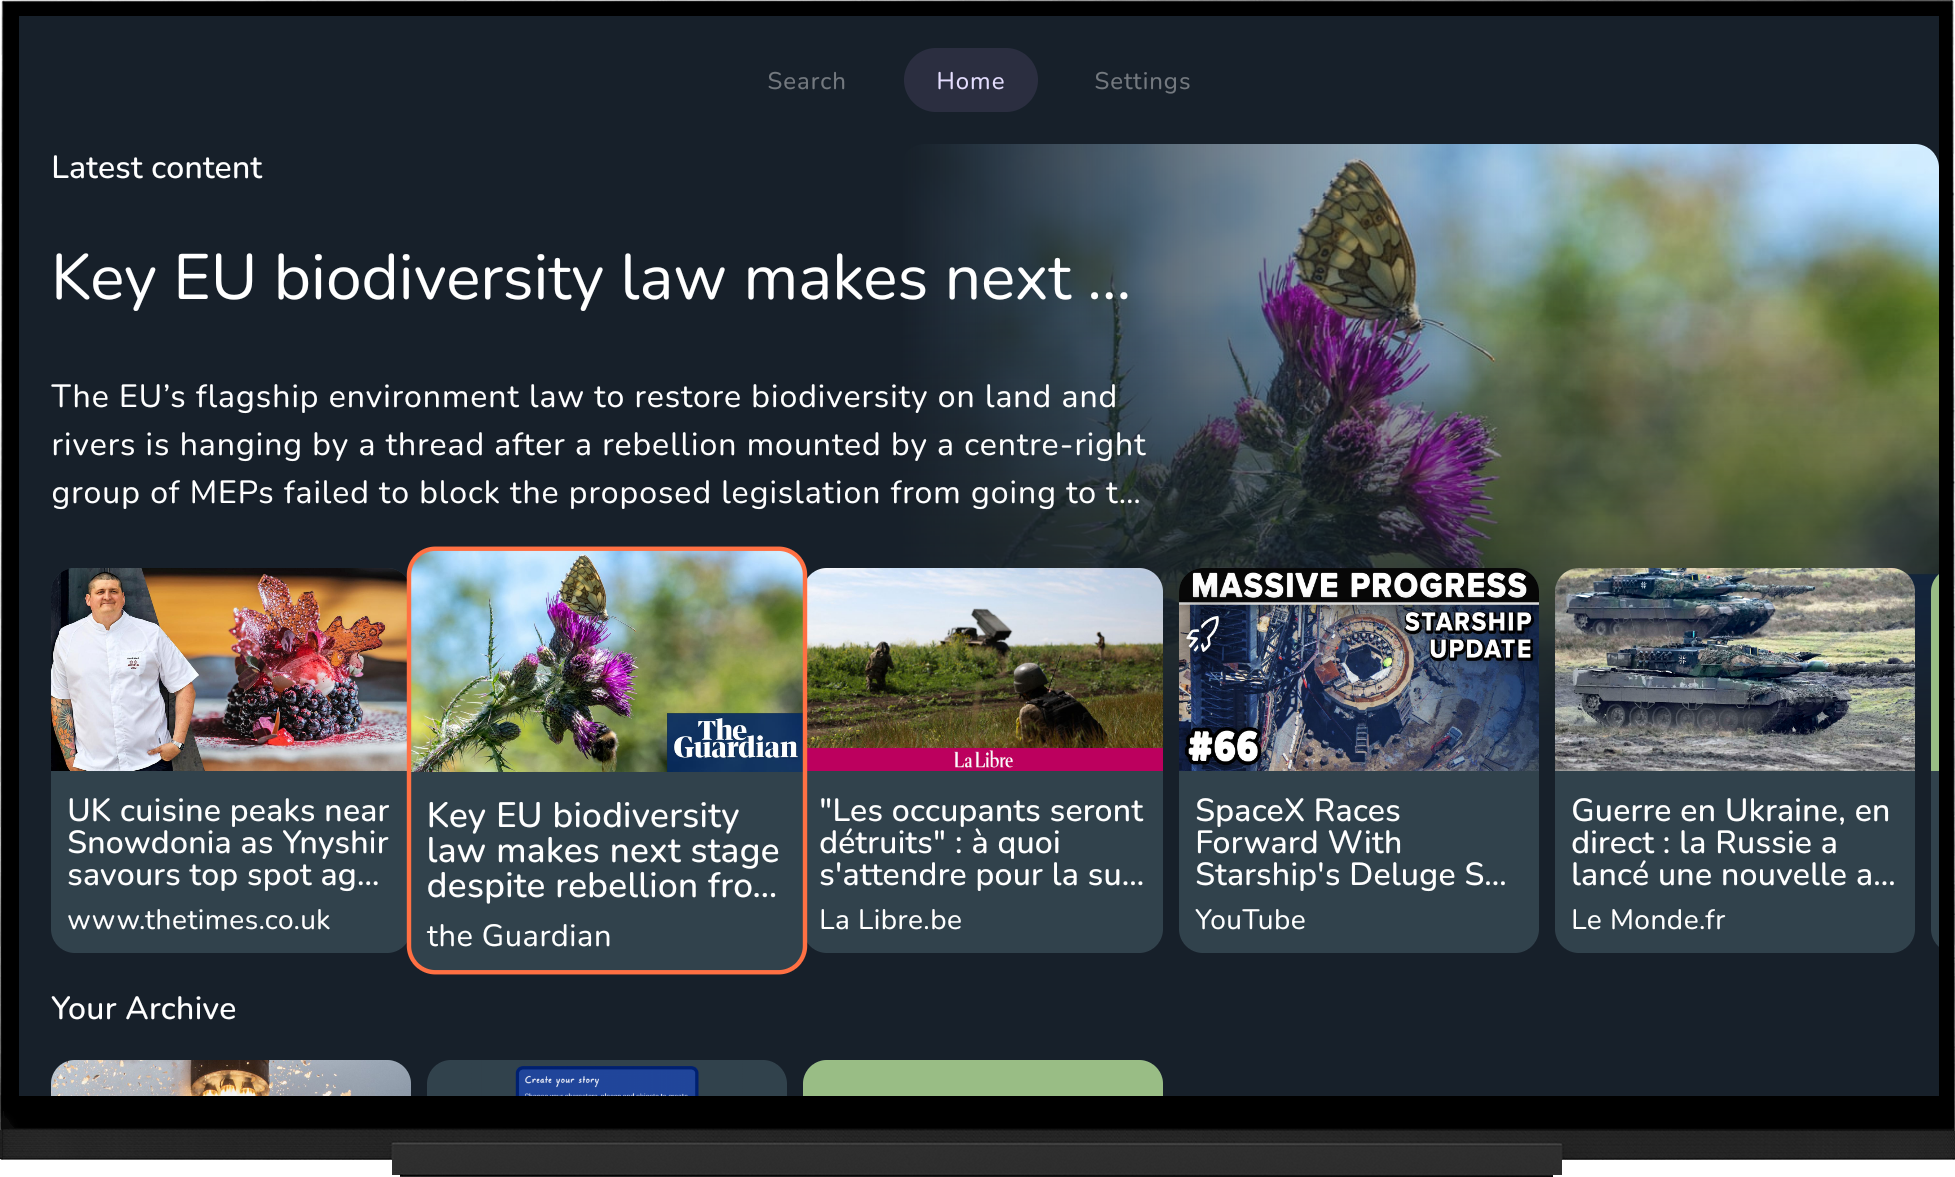 Search
Home
Settings
Latest content
Key EU biodiversity law makes next ...
The EU's flagship environment law to restore biodiversity on land and
rivers is hanging by a thread after a rebellion mounted by a centre-right
group of MEPs failed to block the proposed legislation from going to t...
UK cuisine peaks near
Snowdonia as Ynyshir
savours top spot ag...
www.thetimes.co.uk
The
Guardian
Key EU biodiversity
law makes next stage
despite rebellion fro...
the Guardian
La Libre
"Les occupants seront
détruits" : à quoi
s'attendre pour la su...
La Libre.be
MASSIVE PROGRESS
STARSHIP
UPDATE
#66
SpaceX Races
Forward With
Starship's Deluge S...
YouTube
Guerre en Ukraine, en
direct : la Russie a
lancé une nouvelle a...
Le Monde.fr
Your Archive
Create your story